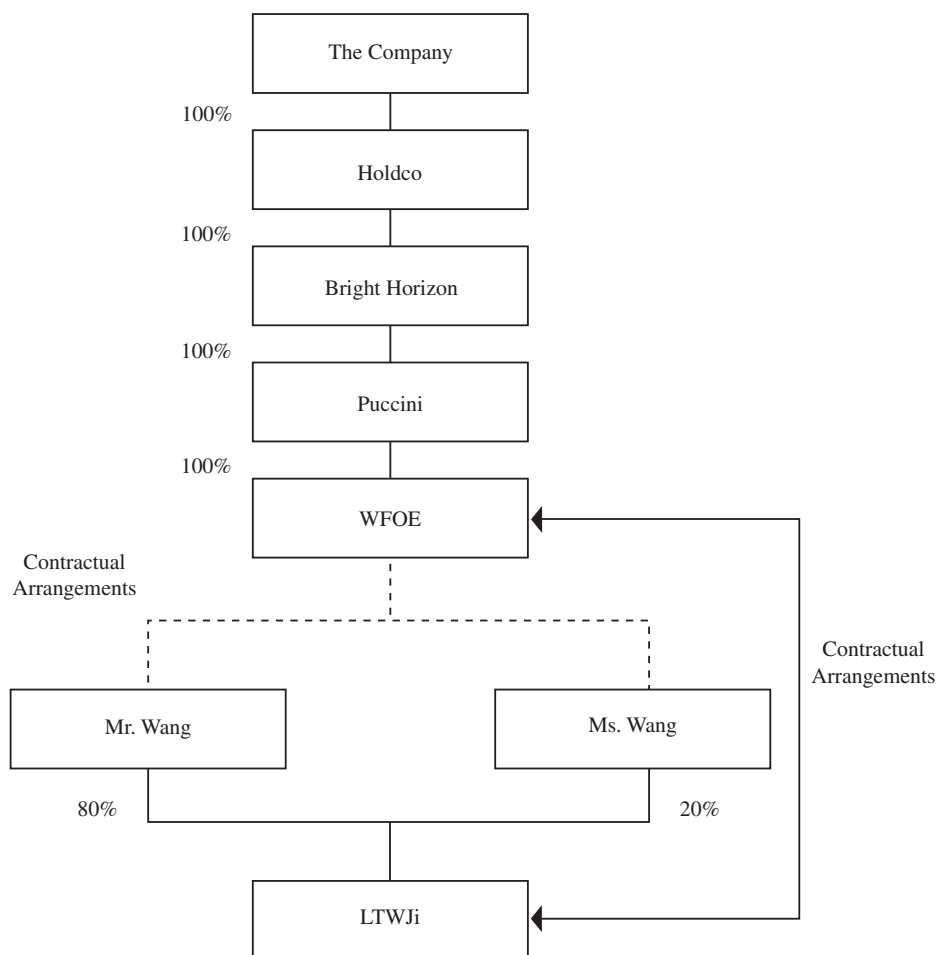 The Company
100%
Holdco
100%
Bright Horizon
100%
Puccini
100%
WFOE
Contractual
Arrangements
Contractual
Arrangements
Mr. Wang
Ms. Wang
80%
20%
LTWJi